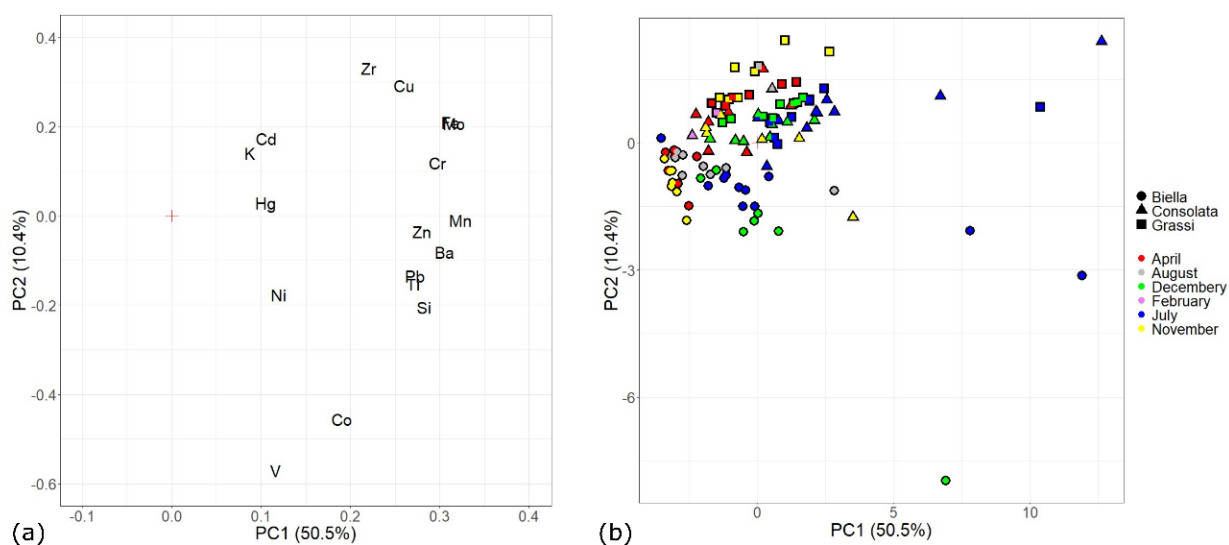 0.4
0.2
0.0
-0.2
-0.4
-0.6
PC2 (10.4%)
Zr
Cu
Fe
Mo
Cd
K
Cr
Hg
Mn
Zn
Ba
Pb
Tl
Ni
Si
Co
V
-0.1
0.0
0.1
0.2
0.3
0.4
PC1 (50.5%)
(a)
0
-3
-6
PC2 (10.4%)
0
5
10
PC1 (50.5%)
(b)
Biella
Consolata
Grassi
April
August
Decembery
February
July
November